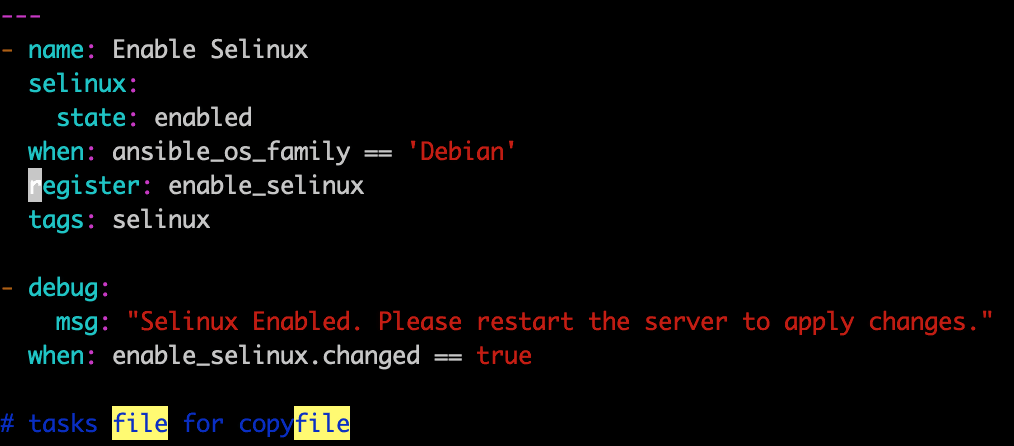 ---
- name: Enable Selinux
  selinux:
    state: enabled
  when: ansible_os_family == 'Debian'
  register: enable_selinux
  tags: selinux

- debug:
    msg: "Selinux Enabled. Please restart the server to apply changes."
  when: enable_selinux.changed == true

# tasks file for copyfile